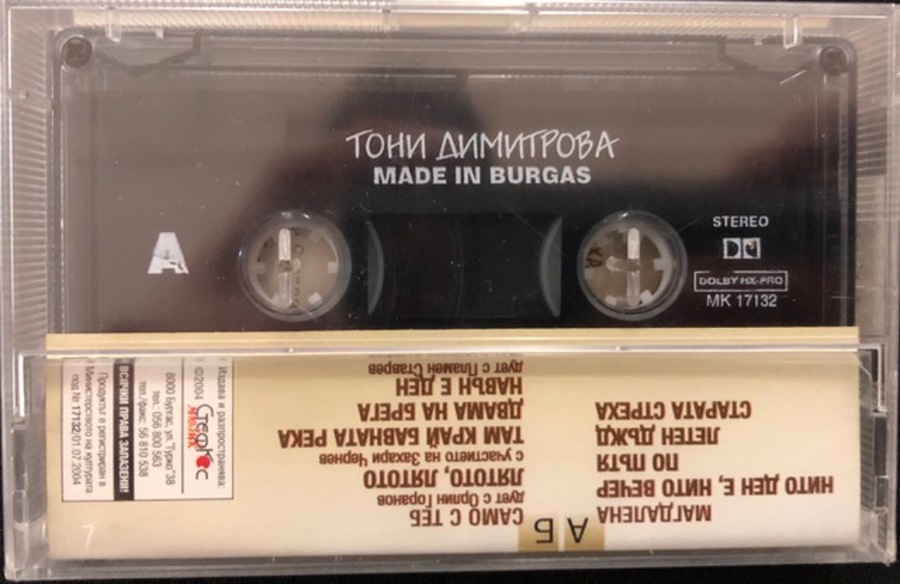 ТОНИ ДИМИТРОВА
MADE IN BURGAS
A
STEREO
DOLBY HX-PRO
MK 17132
А Б
МАГДАЛЕНА
НИТО ДЕН Е, НИТО ВЕЧЕР
ПО ПЪТЯ
ЛЕТЕН ДЪЖД
СТАРАТА СТРЕХА
САМО С ТЕБ
дует с Орлин Горанов
ЛЯТОТО, ЛЯТОТО
с участието на Захари Чернев
ТАМ КРАЙ БАВНАТА РЕКА
ДВАМА НА БРЕГА
НАВЪН Е ДЕН
дует с Пламен Ставрев
Издава и разпространява:
©2004 Стефкос
МЮЗИК
8000 Бургас, ул. "Гурко" 38
тел. 056 800 563
тел./факс: 56 810 538
ВСИЧКИ ПРАВА ЗАПАЗЕНИ!
Продуктът е регистриран в
Министерството на културата
под № 17132/01.07.2004